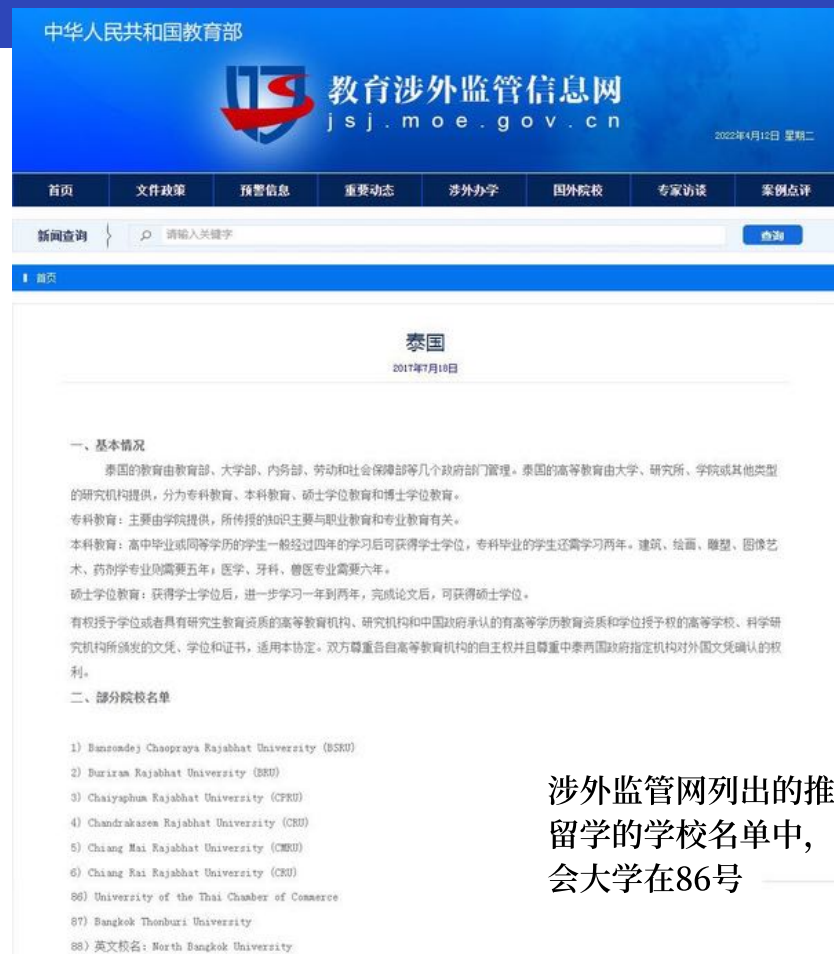 中华人民共和国教育部
教育涉外监管信息网
jsj.moe.gov.cn
2022年4月12日 星期二
首页 文件政策 预警信息 重要动态 涉外办学 国外院校 专家访谈 案例点评
新闻查询 请输入关键字 查询
首页
泰国
2017年7月18日
一、基本情况
泰国的教育由教育部、大学部、内务部、劳动和社会保障部等几个政府部门管理。泰国的高等教育由大学、研究所、学院或其他类型
的研究机构提供，分为专科教育、本科教育、硕士学位教育和博士学位教育。
专科教育：主要由学院提供，所传授的知识主要与职业教育和专业教育有关。
本科教育：高中毕业或同等学历的学生一般经过四年的学习后可获得学士学位，专科毕业的学生还需学习两年。建筑、绘画、雕塑、图像艺
术、药剂学专业则需要五年；医学、牙科、兽医专业需要六年。
硕士学位教育：获得学士学位后，进一步学习一年到两年，完成论文后，可获得硕士学位。
有权授予学位或者具有研究生教育资质的高等教育机构、研究机构和中国政府承认的有高等学历教育资质和学位授予权的高等学校、科学研
究机构所颁发的文凭、学位和证书，适用本协定。双方尊重各自高等教育机构的自主权并且尊重中泰两国政府指定机构对外国文凭确认的权
利。
二、部分院校名单
1) Bansomdej Chaopraya Rajabhat University (BSRU)
2) Buriram Rajabhat University (BRU)
3) Chaiyaphum Rajabhat University (CPRU)
4) Chandrakasem Rajabhat University (CRU)
5) Chiang Mai Rajabhat University (CMRU)
6) Chiang Rai Rajabhat University (CRU)
86) University of the Thai Chamber of Commerce
87) Bangkok Thonburi University
88) 英文校名：North Bangkok University
涉外监管网列出的推
留学的学校名单中，
会大学在86号